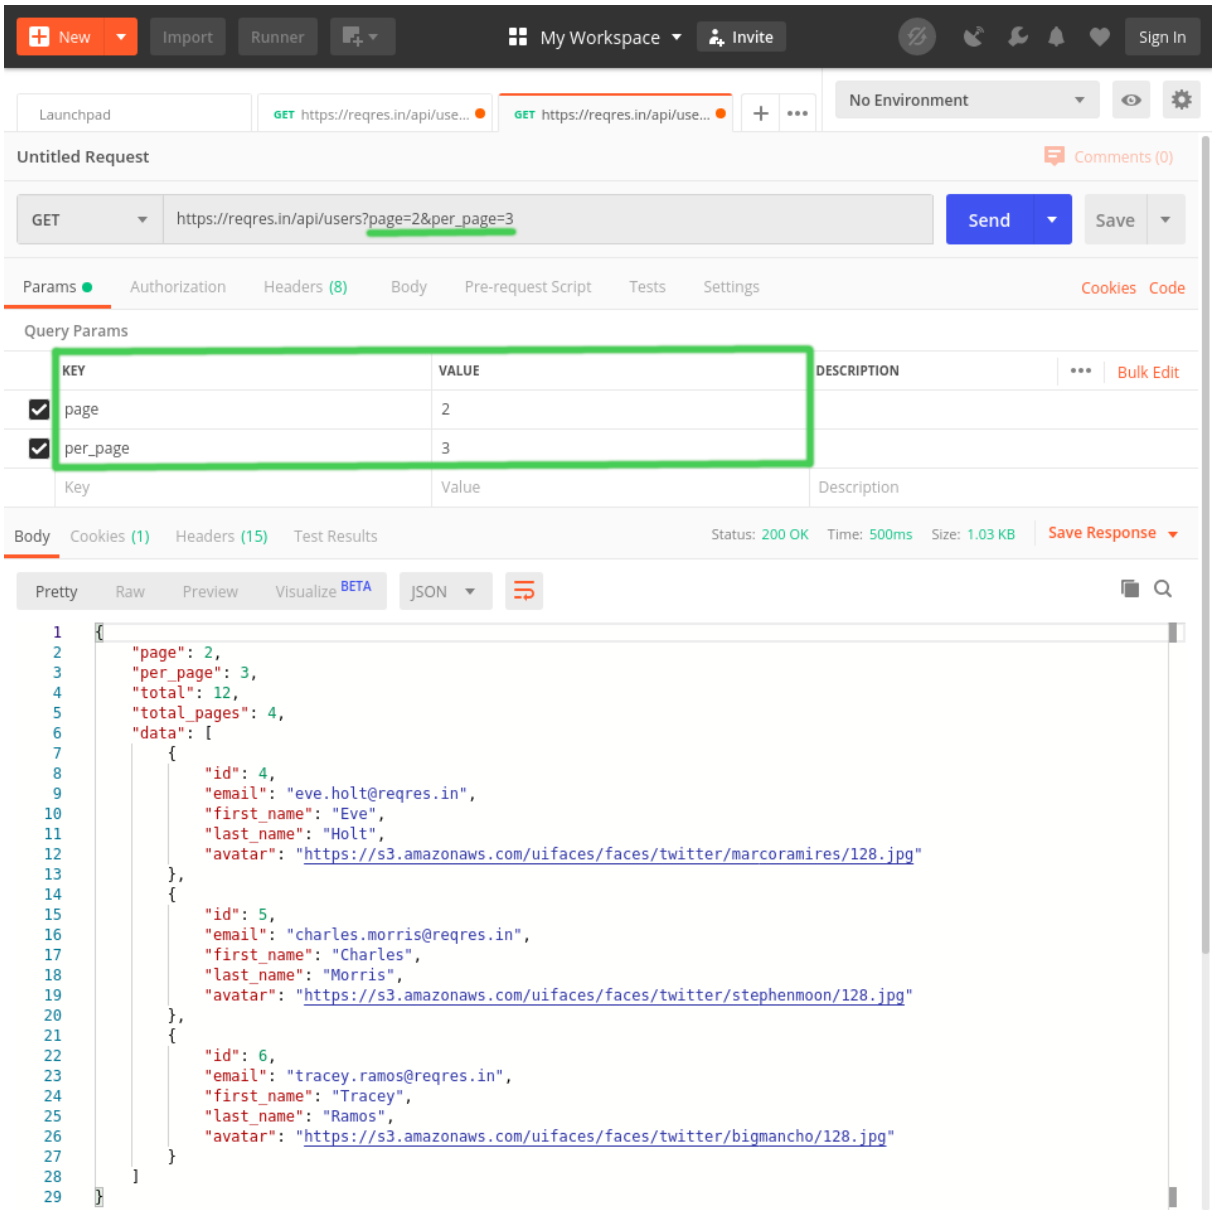 New Import Runner My Workspace Invite Sign In
Launchpad GET https://reqres.in/api/use... GET https://reqres.in/api/use... + ••• No Environment
Untitled Request Comments (0)
GET https://reqres.in/api/users?page=2&per_page=3 Send Save
Params Authorization Headers (8) Body Pre-request Script Tests Settings Cookies Code
Query Params
KEY VALUE DESCRIPTION ••• Bulk Edit
page 2
per_page 3
Key Value Description
Body Cookies (1) Headers (15) Test Results Status: 200 OK Time: 500ms Size: 1.03 KB Save Response
Pretty Raw Preview Visualize BETA JSON
1 {
2 "page": 2,
3 "per_page": 3,
4 "total": 12,
5 "total_pages": 4,
6 "data": [
7 {
8 "id": 4,
9 "email": "eve.holt@reqres.in",
10 "first_name": "Eve",
11 "last_name": "Holt",
12 "avatar": "https://s3.amazonaws.com/uifaces/faces/twitter/marcoramires/128.jpg"
13 },
14 {
15 "id": 5,
16 "email": "charles.morris@reqres.in",
17 "first_name": "Charles",
18 "last_name": "Morris",
19 "avatar": "https://s3.amazonaws.com/uifaces/faces/twitter/stephenmoon/128.jpg"
20 },
21 {
22 "id": 6,
23 "email": "tracey.ramos@reqres.in",
24 "first_name": "Tracey",
25 "last_name": "Ramos",
26 "avatar": "https://s3.amazonaws.com/uifaces/faces/twitter/bigmancho/128.jpg"
27 }
28 ]
29 }